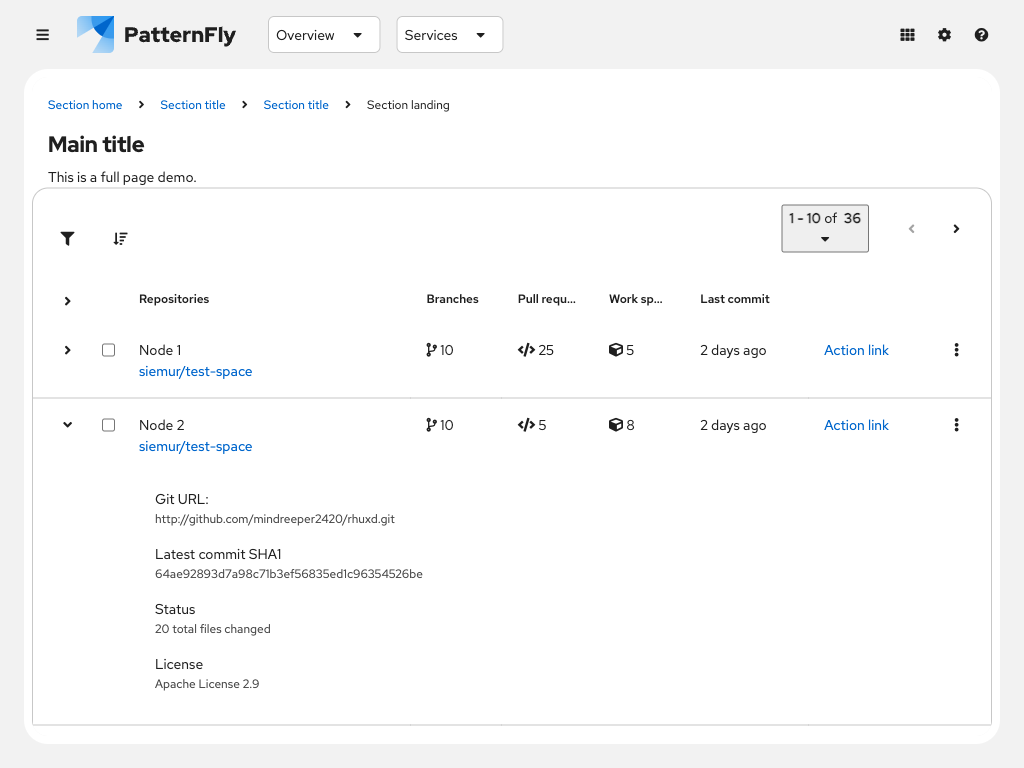 PatternFly
Overview
Services
Section home
Section title
Section title
Section landing
Main title
This is a full page demo.
1 - 10 of 36
Repositories
Branches
Pull requ...
Work sp...
Last commit
Node 1
10
25
5
2 days ago
Action link
siemur/test-space
Node 2
10
5
8
2 days ago
Action link
siemur/test-space
Git URL:
http://github.com/mindreeper2420/rhuxd.git
Latest commit SHA1
64ae92893d7a98c71b3ef56835ed1c96354526be
Status
20 total files changed
License
Apache License 2.9